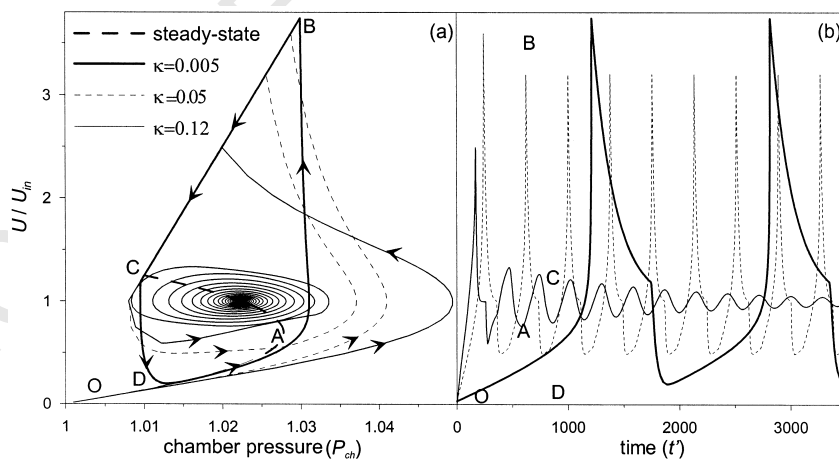 (a)
(b)
steady-state
κ=0.005
κ=0.05
κ=0.12
B
C
A
D
O
B
C
A
D
O
U / U_in
3
2
1
0
1
1.01
1.02
1.03
1.04
chamber pressure (P_ch)
0
1000
2000
3000
time (t')